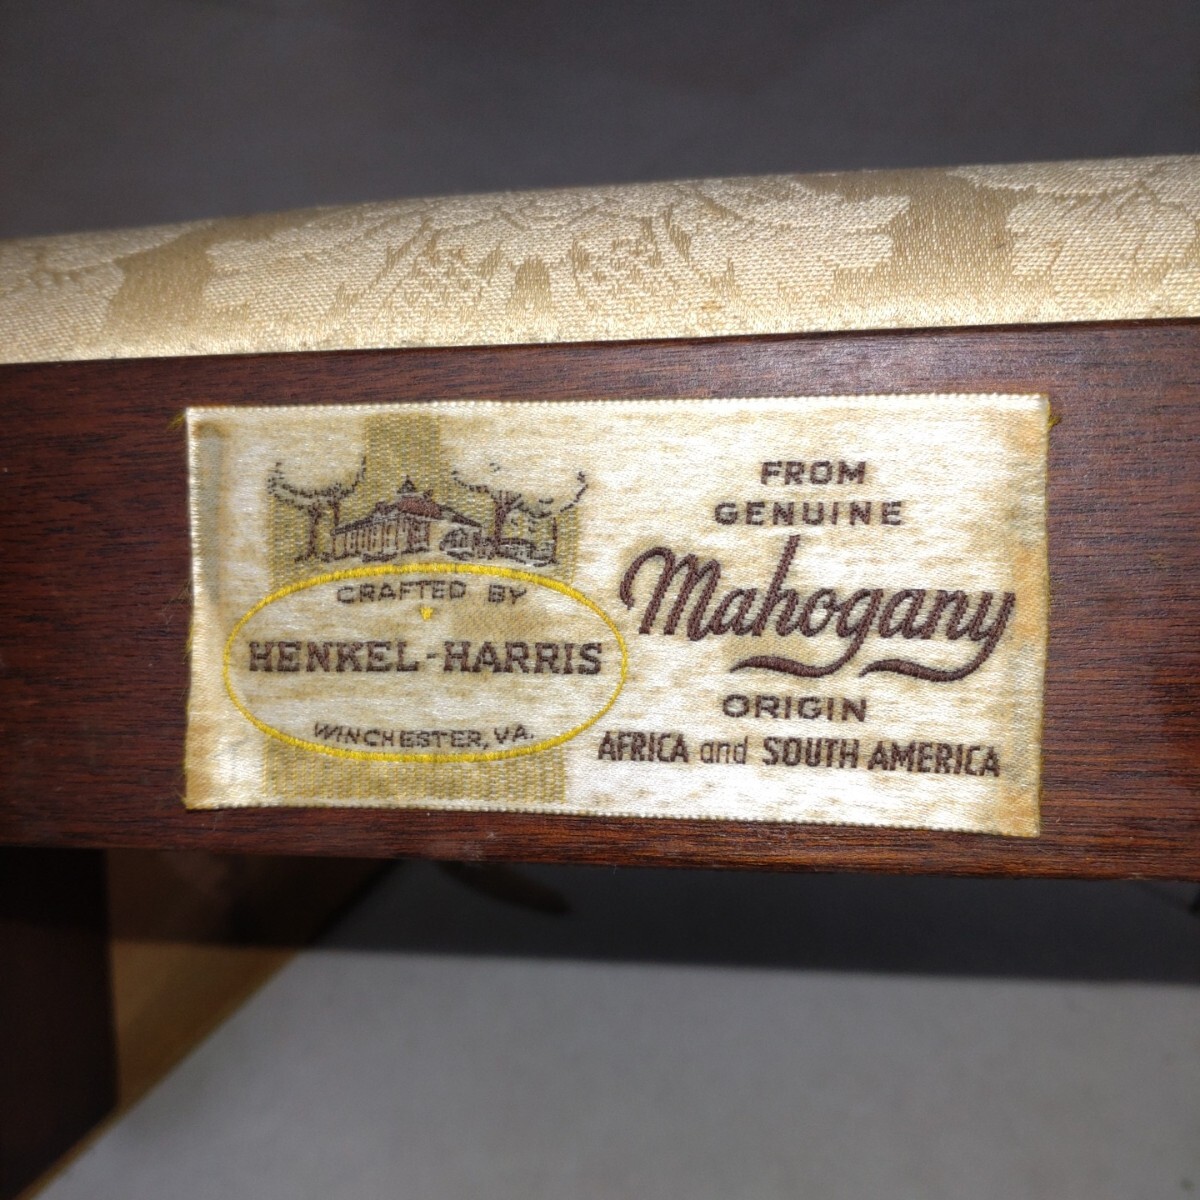 CRAFTED BY
HENKEL-HARRIS
WINCHESTER, VA.
FROM
GENUINE
Mahogany
ORIGIN
AFRICA and SOUTH AMERICA